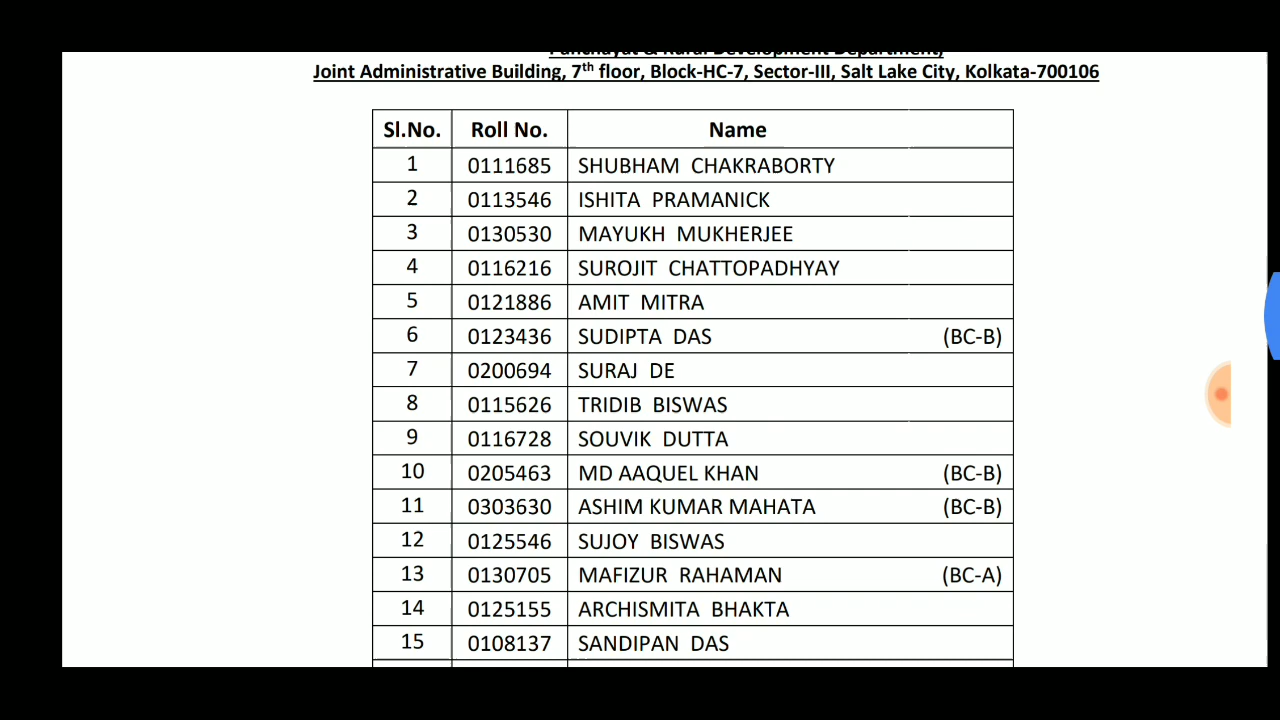 Panchayat & Rural Development Department,
Joint Administrative Building, 7th floor, Block-HC-7, Sector-III, Salt Lake City, Kolkata-700106
Sl.No. Roll No. Name
1 0111685 SHUBHAM CHAKRABORTY
2 0113546 ISHITA PRAMANICK
3 0130530 MAYUKH MUKHERJEE
4 0116216 SUROJIT CHATTOPADHYAY
5 0121886 AMIT MITRA
6 0123436 SUDIPTA DAS (BC-B)
7 0200694 SURAJ DE
8 0115626 TRIDIB BISWAS
9 0116728 SOUVIK DUTTA
10 0205463 MD AAQUEL KHAN (BC-B)
11 0303630 ASHIM KUMAR MAHATA (BC-B)
12 0125546 SUJOY BISWAS
13 0130705 MAFIZUR RAHAMAN (BC-A)
14 0125155 ARCHISMITA BHAKTA
15 0108137 SANDIPAN DAS